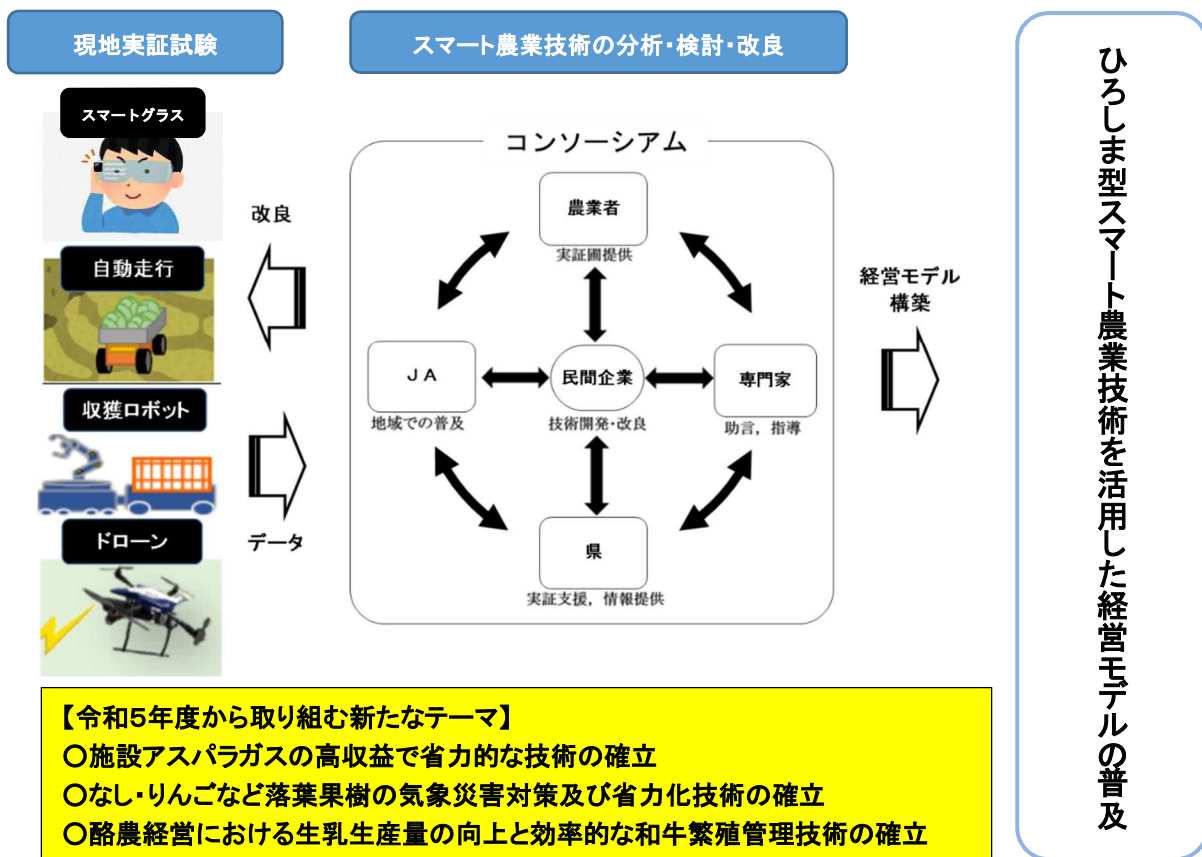 現地実証試験
スマート農業技術の分析・検討・改良
スマートグラス
自動走行
収獲ロボット
ドローン
改良
データ
コンソーシアム
農業者
実証圃提供
JA
地域での普及
民間企業
技術開発・改良
専門家
助言，指導
県
実証支援，情報提供
経営モデル
構築
ひろしま型スマート農業技術を活用した経営モデルの普及
【令和5年度から取り組む新たなテーマ】
○施設アスパラガスの高収益で省力的な技術の確立
○なし・りんごなど落葉果樹の気象災害対策及び省力化技術の確立
○酪農経営における生乳生産量の向上と効率的な和牛繁殖管理技術の確立